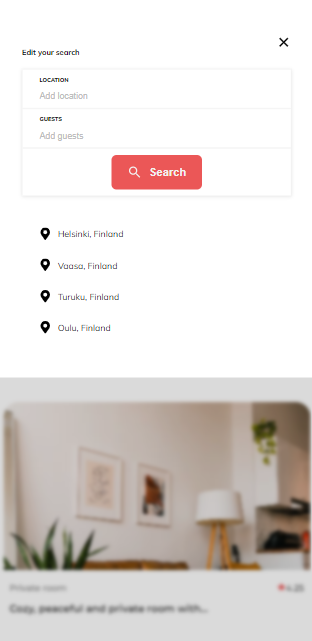 Edit your search
LOCATION
Add location
GUESTS
Add guests
Search
Helsinki, Finland
Vaasa, Finland
Turuku, Finland
Oulu, Finland
Private room
4.25
Cozy, peaceful and private room with...